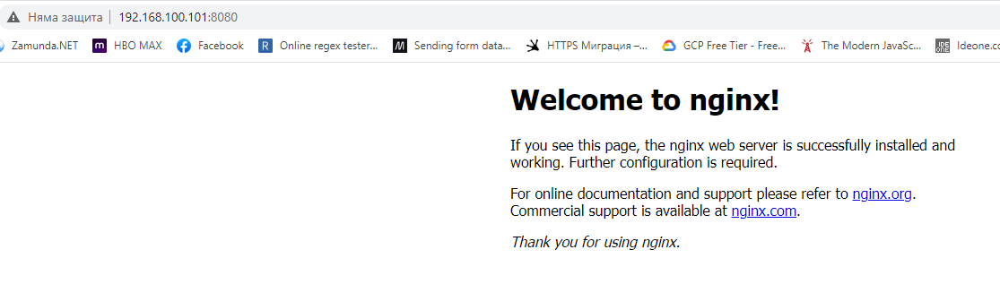 Няма защита 192.168.100.101:8080
Zamunda.NET HBO MAX Facebook R Online regex tester... Sending form data... HTTPS Миграция –... GCP Free Tier - Free... The Modern JavaSc... IDE ONE Ideone.co
Welcome to nginx!
If you see this page, the nginx web server is successfully installed and
working. Further configuration is required.
For online documentation and support please refer to nginx.org.
Commercial support is available at nginx.com.
Thank you for using nginx.